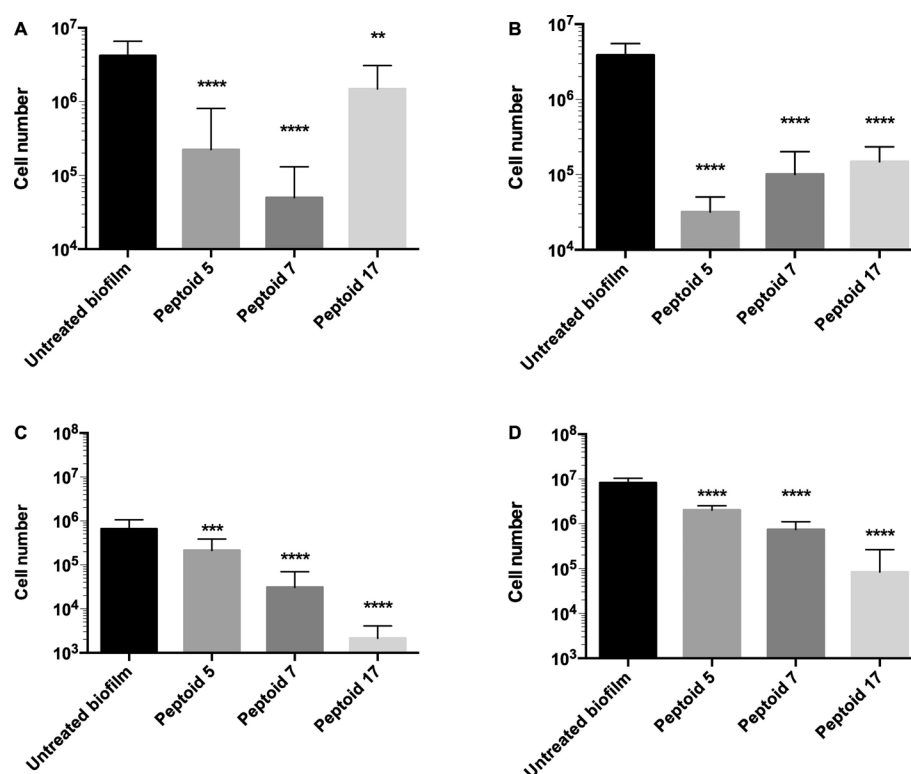 A
Cell number
10⁷
10⁶
10⁵
10⁴
****
****
**
Untreated biofilm
Peptoid 5
Peptoid 7
Peptoid 17
B
Cell number
10⁷
10⁶
10⁵
10⁴
****
****
****
Untreated biofilm
Peptoid 5
Peptoid 7
Peptoid 17
C
Cell number
10⁸
10⁷
10⁶
10⁵
10⁴
10³
***
****
****
Untreated biofilm
Peptoid 5
Peptoid 7
Peptoid 17
D
Cell number
10⁸
10⁷
10⁶
10⁵
10⁴
10³
****
****
****
Untreated biofilm
Peptoid 5
Peptoid 7
Peptoid 17